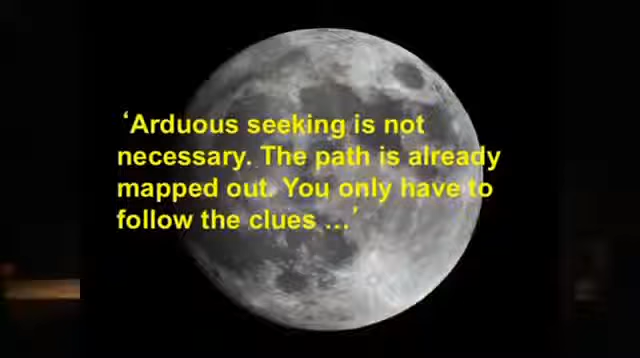 ‘Arduous seeking is not
necessary. The path is already
mapped out. You only have to
follow the clues ...’